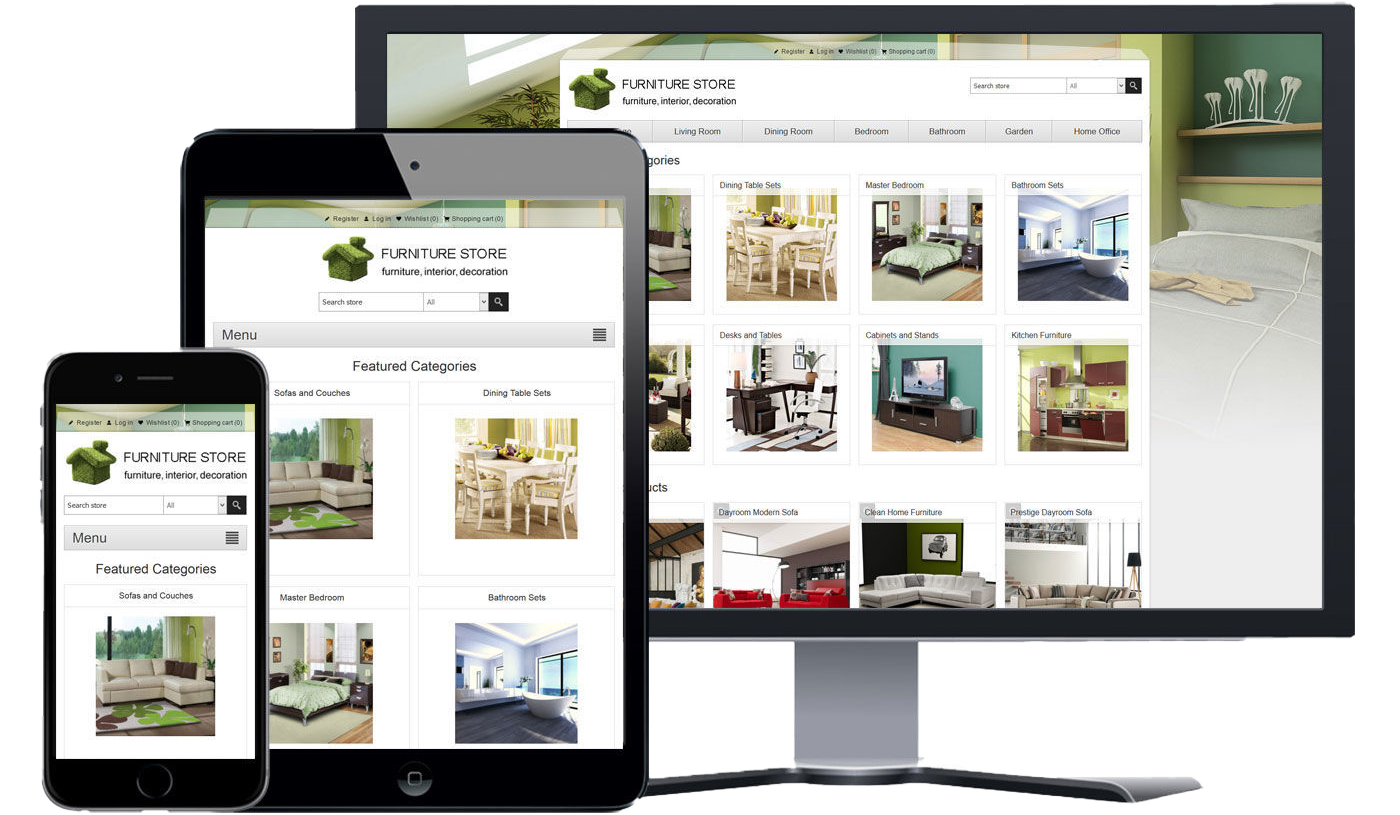 Register Log in Wishlist (0) Shopping cart (0)
FURNITURE STORE
furniture, interior, decoration
Search store All
Living Room Dining Room Bedroom Bathroom Garden Home Office
Dining Table Sets Master Bedroom Bathroom Sets
Desks and Tables Cabinets and Stands Kitchen Furniture
Dayroom Modern Sofa Clean Home Furniture Prestige Dayroom Sofa
Register Log in Wishlist (0) Shopping cart (0)
FURNITURE STORE
furniture, interior, decoration
Search store All
Menu
Featured Categories
Sofas and Couches Dining Table Sets
Master Bedroom Bathroom Sets
Register Log in Wishlist (0) Shopping cart (0)
FURNITURE STORE
furniture, interior, decoration
Search store All
Menu
Featured Categories
Sofas and Couches